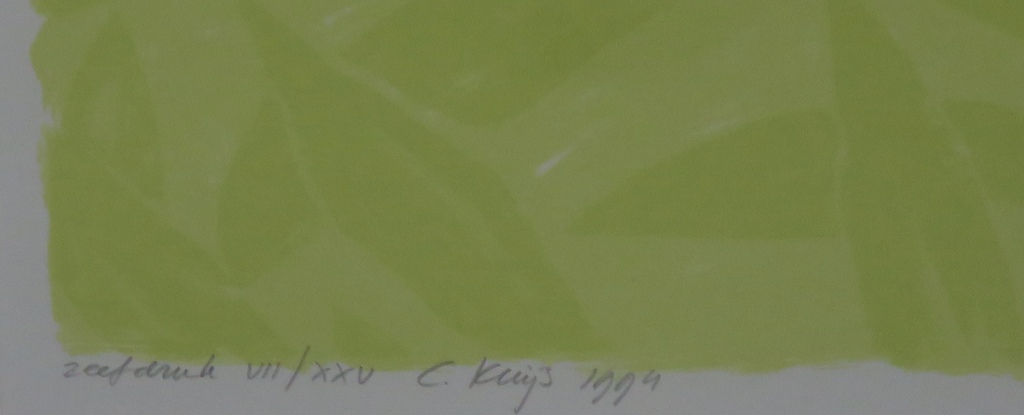 zeefdruk VII/XXV C. Kuijs 1994